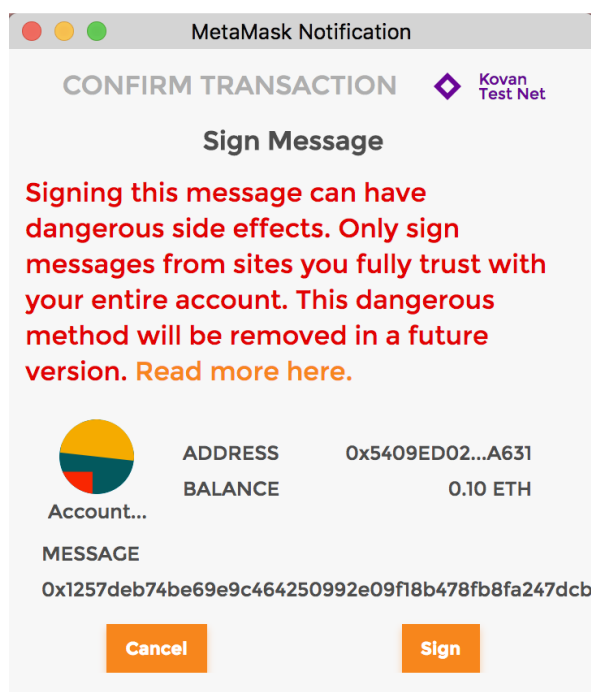 MetaMask Notification
CONFIRM TRANSACTION
Kovan
Test Net
Sign Message
Signing this message can have
dangerous side effects. Only sign
messages from sites you fully trust with
your entire account. This dangerous
method will be removed in a future
version. Read more here.
ADDRESS 0x5409ED02...A631
BALANCE 0.10 ETH
Account...
MESSAGE
0x1257deb74be69e9c464250992e09f18b478fb8fa247dcb
Cancel Sign